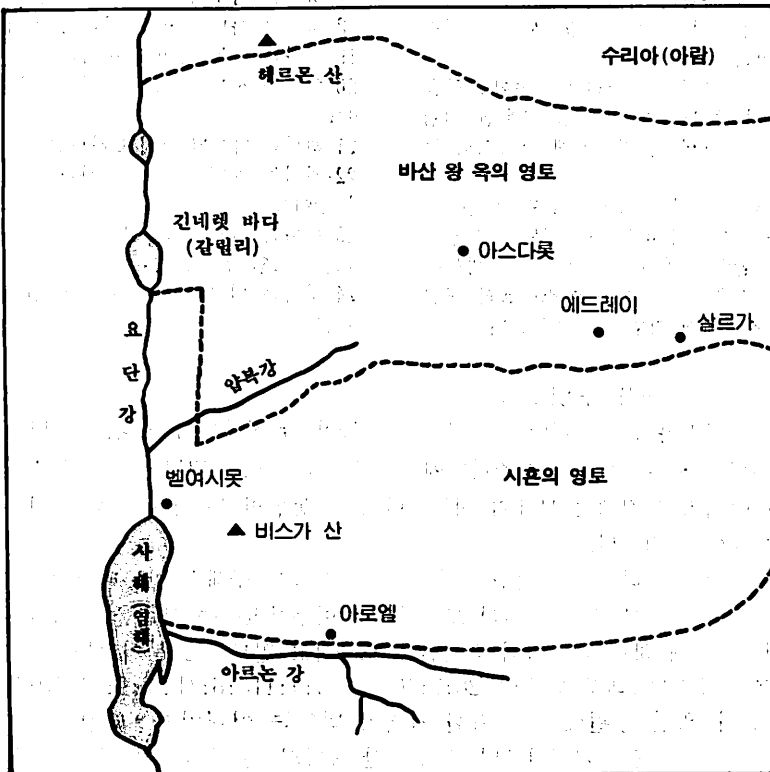 수리아(아람)
헤르몬 산
바산 왕 옥의 영토
긴네렛 바다
(갈릴리)
아스다롯
에드레이
살르가
요단강
얍복강
벧여시못
시혼의 영토
비스가 산
사해(염해)
아로엘
아르논 강